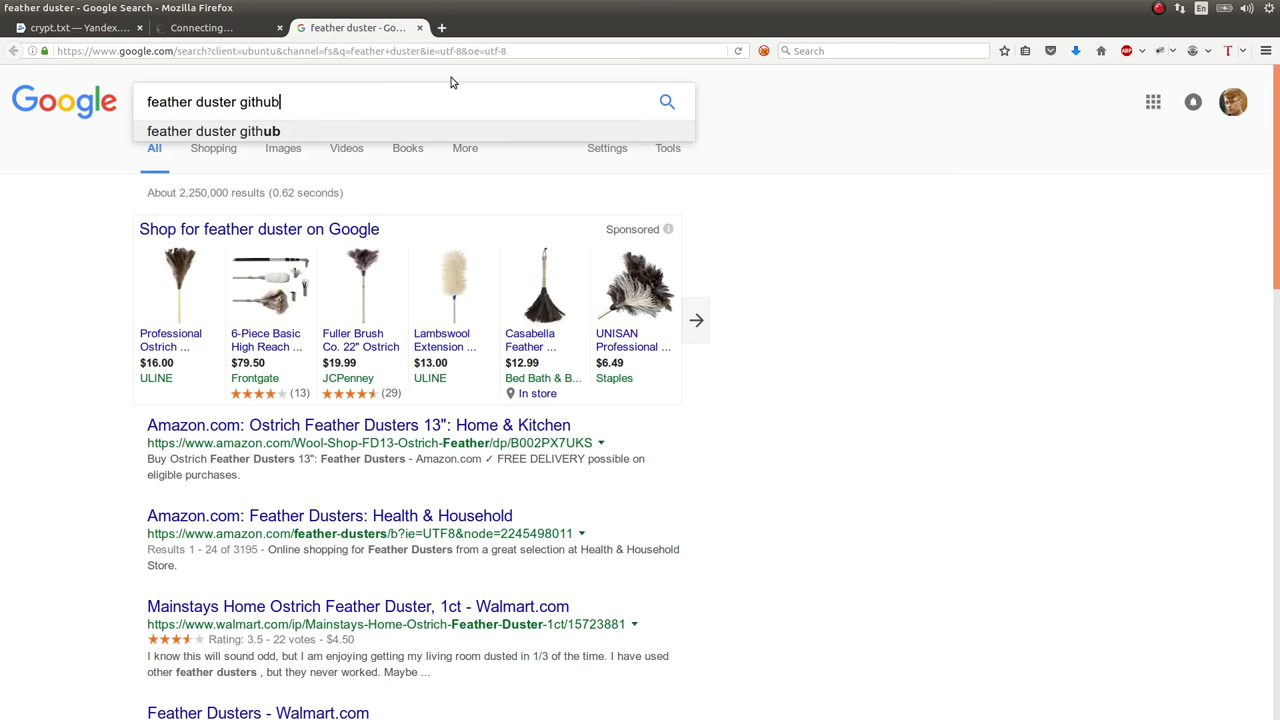 feather duster - Google Search - Mozilla Firefox
En
crypt.txt — Yandex.... × Connecting... × feather duster - Go... × +
https://www.google.com/search?client=ubuntu&channel=fs&q=feather+duster&ie=utf-8&oe=utf-8
Search
ABP
T
Google
feather duster github
feather duster github
All Shopping Images Videos Books More Settings Tools
About 2,250,000 results (0.62 seconds)
Shop for feather duster on Google Sponsored
Professional Ostrich ...
$16.00
ULINE
6-Piece Basic High Reach ...
$79.50
Frontgate
(13)
Fuller Brush Co. 22" Ostrich
$19.99
JCPenney
(29)
Lambswool Extension ...
$13.00
ULINE
Casabella Feather ...
$12.99
Bed Bath & B...
In store
UNISAN Professional ...
$6.49
Staples
Amazon.com: Ostrich Feather Dusters 13": Home & Kitchen
https://www.amazon.com/Wool-Shop-FD13-Ostrich-Feather/dp/B002PX7UKS
Buy Ostrich Feather Dusters 13": Feather Dusters - Amazon.com ✓ FREE DELIVERY possible on
eligible purchases.
Amazon.com: Feather Dusters: Health & Household
https://www.amazon.com/feather-dusters/b?ie=UTF8&node=2245498011
Results 1 - 24 of 3195 - Online shopping for Feather Dusters from a great selection at Health & Household
Store.
Mainstays Home Ostrich Feather Duster, 1ct - Walmart.com
https://www.walmart.com/ip/Mainstays-Home-Ostrich-Feather-Duster-1ct/15723881
Rating: 3.5 - 22 votes - $4.50
I know this will sound odd, but I am enjoying getting my living room dusted in 1/3 of the time. I have used
other feather dusters , but they never worked. Maybe ...
Feather Dusters - Walmart.com